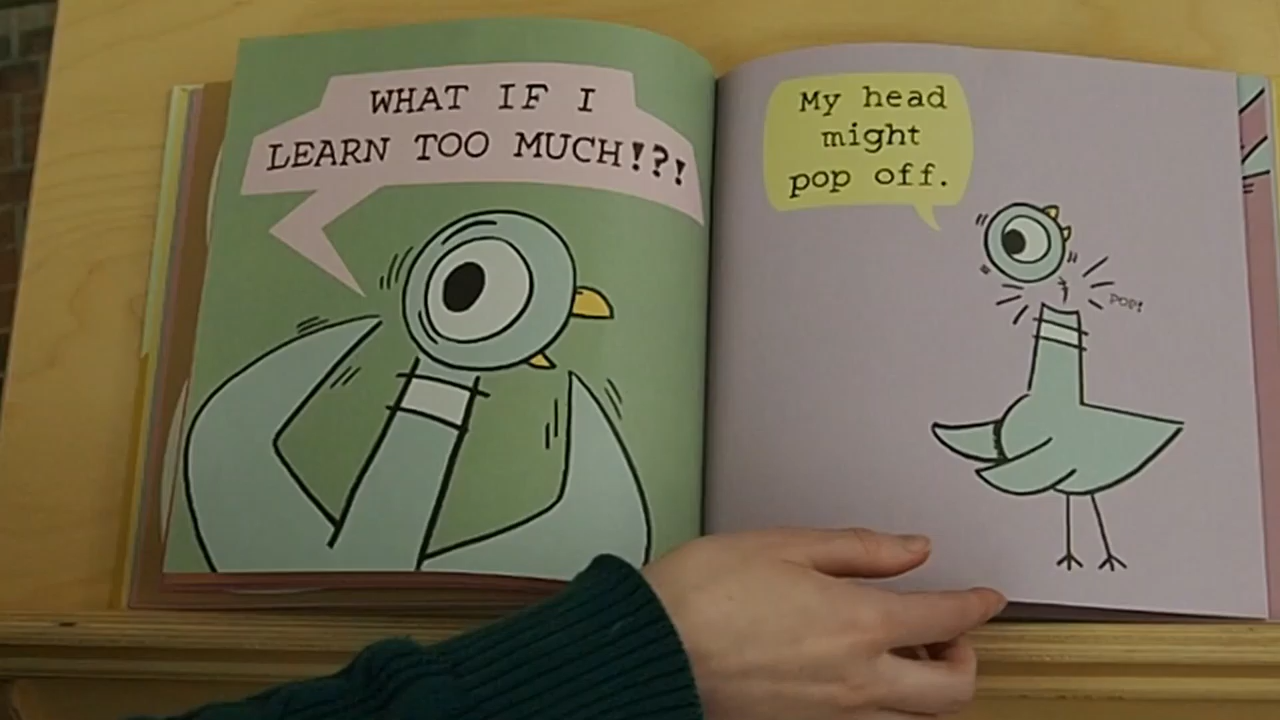 WHAT IF I
LEARN TOO MUCH!?!
My head
might
pop off.
POP!